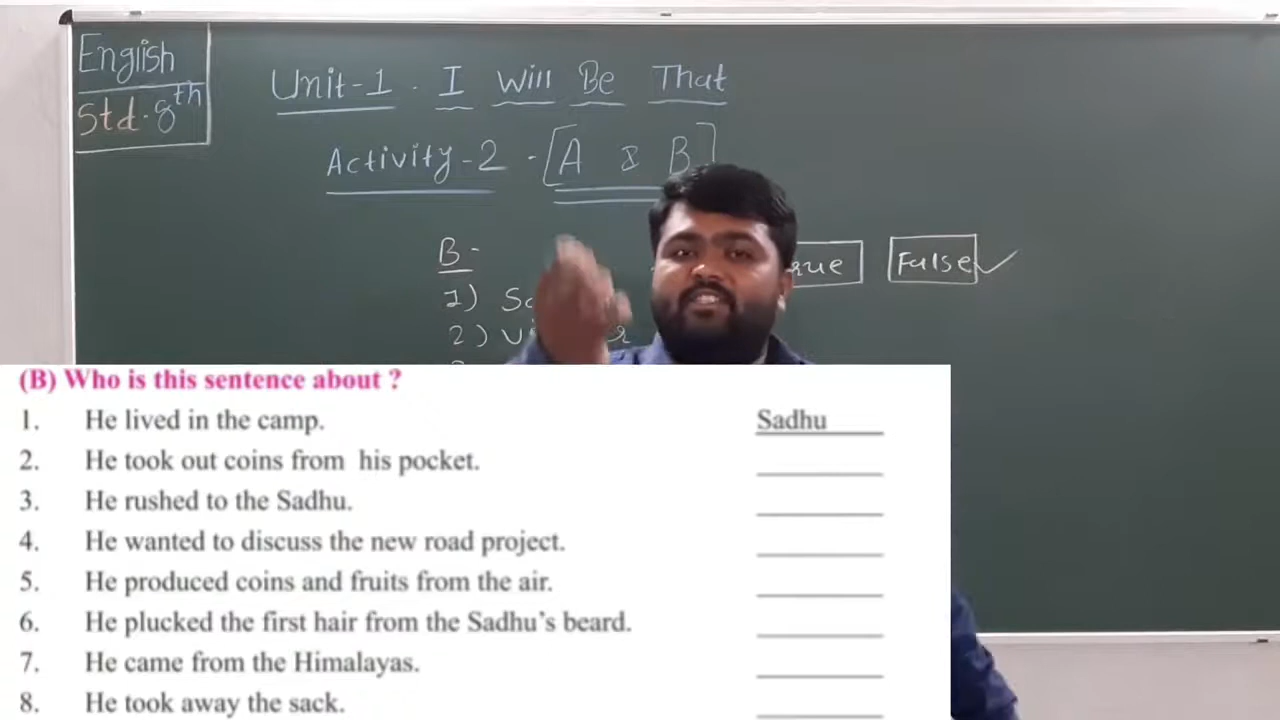 English
Std. 8th
Unit-1. I Will Be That
Activity-2 - [A & B]
B-
False ✓
1)
2)
(B) Who is this sentence about ?
1. He lived in the camp. Sadhu
2. He took out coins from his pocket.
3. He rushed to the Sadhu.
4. He wanted to discuss the new road project.
5. He produced coins and fruits from the air.
6. He plucked the first hair from the Sadhu's beard.
7. He came from the Himalayas.
8. He took away the sack.